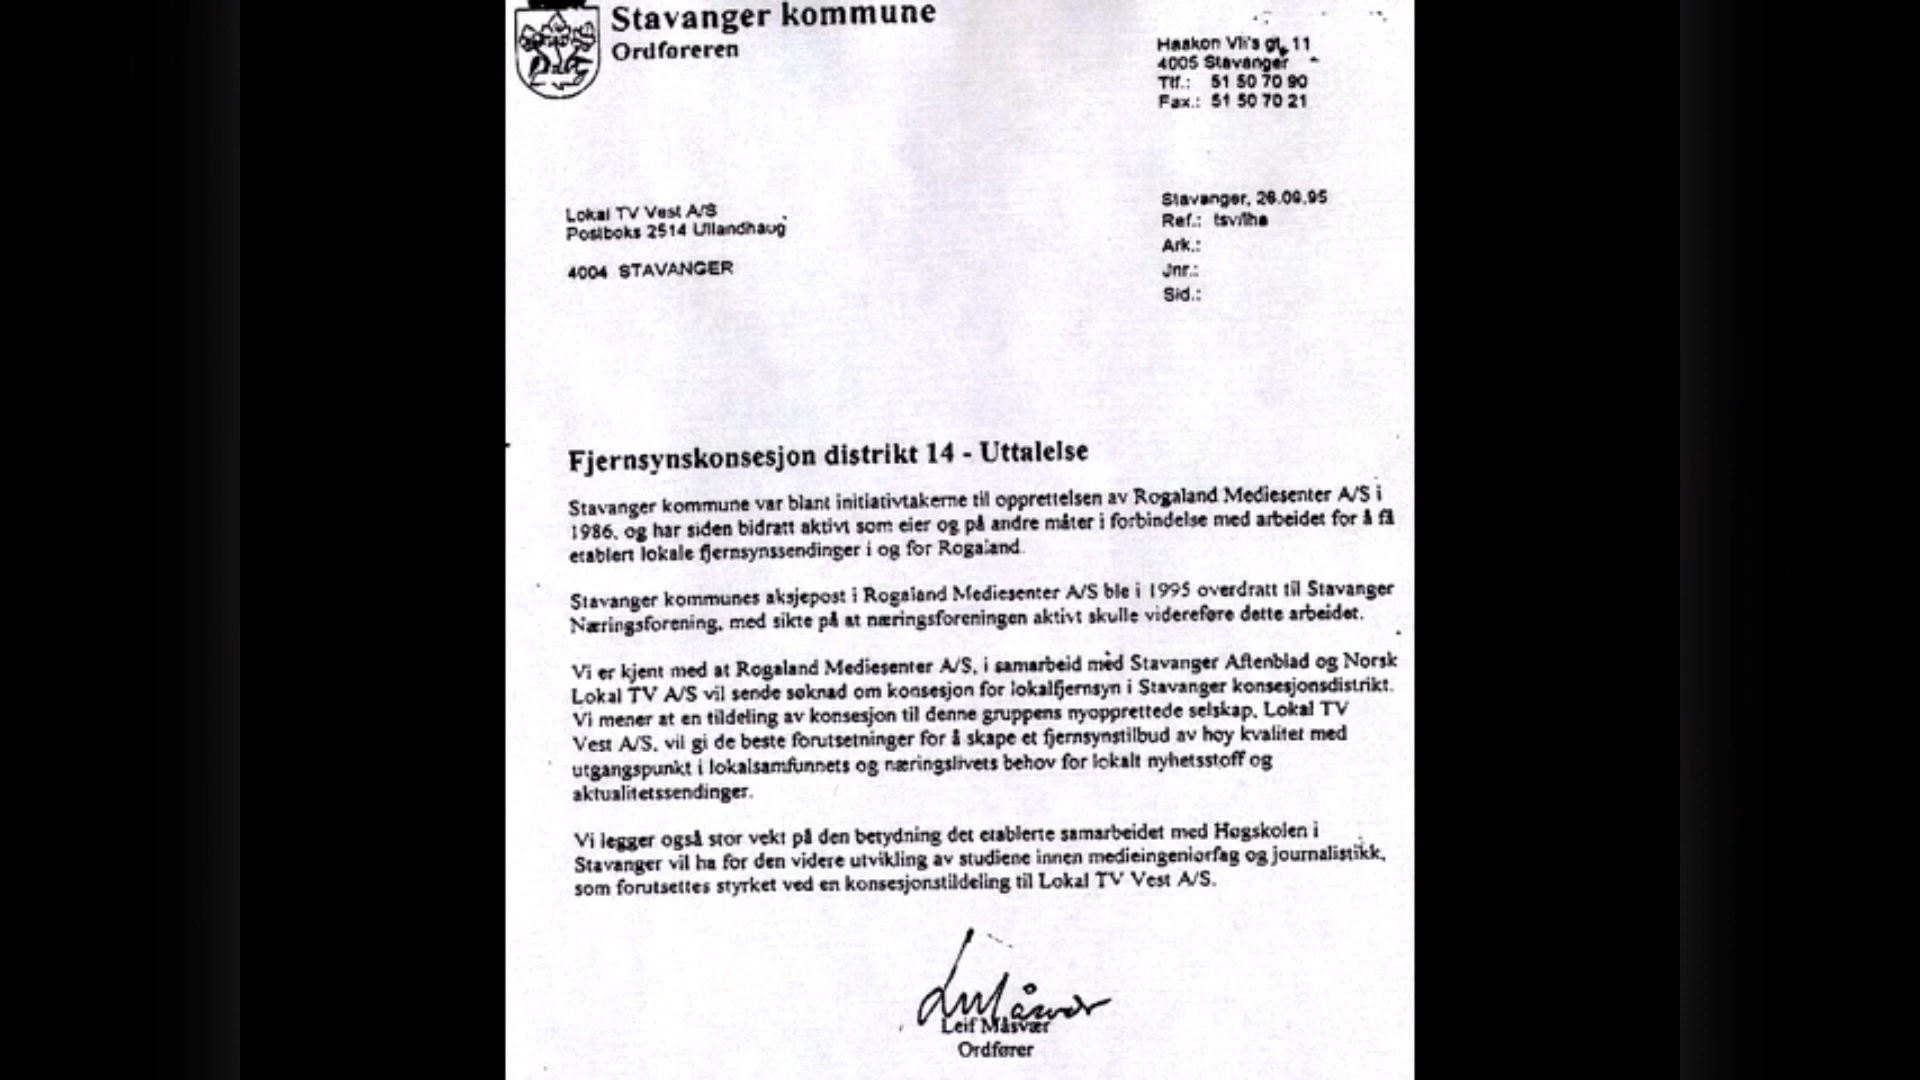 Stavanger kommune
Ordføreren
Haakon VII's gt. 11
4005 Stavanger
Tlf.: 51 50 70 90
Fax.: 51 50 70 21
Lokal TV Vest A/S
Postboks 2514 Ullandhaug
4004 STAVANGER
Stavanger, 26.09.95
Ref.: tsv/lha
Ark.:
Jnr.:
Sid.:
Fjernsynskonsesjon distrikt 14 - Uttalelse
Stavanger kommune var blant initiativtakerne til opprettelsen av Rogaland Mediesenter A/S i
1986, og har siden bidratt aktivt som eier og på andre måter i forbindelse med arbeidet for å få
etablert lokale fjernsynssendinger i og for Rogaland.
Stavanger kommunes aksjepost i Rogaland Mediesenter A/S ble i 1995 overdratt til Stavanger
Næringsforening, med sikte på at næringsforeningen aktivt skulle videreføre dette arbeidet.
Vi er kjent med at Rogaland Mediesenter A/S, i samarbeid med Stavanger Aftenblad og Norsk
Lokal TV A/S vil sende søknad om konsesjon for lokalfjernsyn i Stavanger konsesjonsdistrikt.
Vi mener at en tildeling av konsesjon til denne gruppens nyopprettede selskap, Lokal TV
Vest A/S, vil gi de beste forutsetninger for å skape et fjernsynstilbud av høy kvalitet med
utgangspunkt i lokalsamfunnets og næringslivets behov for lokalt nyhetsstoff og
aktualitetssendinger.
Vi legger også stor vekt på den betydning det etablerte samarbeidet med Høgskolen i
Stavanger vil ha for den videre utvikling av studiene innen medieingeniørfag og journalistikk,
som forutsettes styrket ved en konsesjonstildeling til Lokal TV Vest A/S.
Leif Måsvær
Ordfører